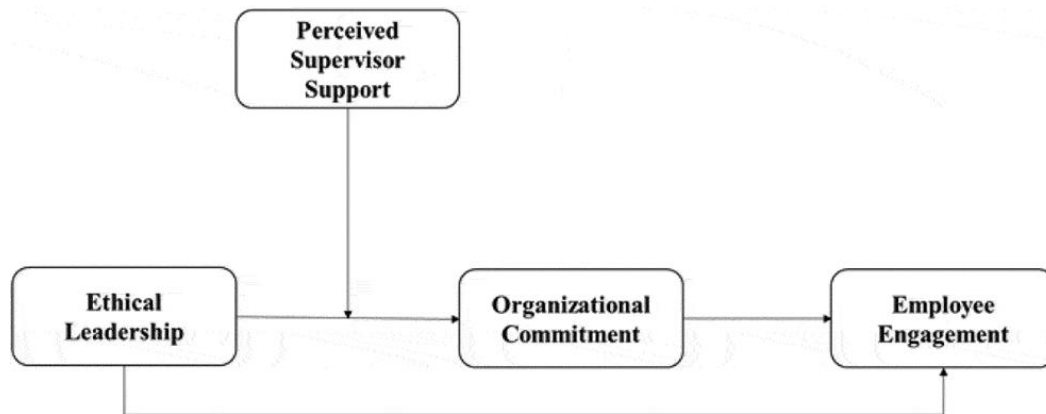 Perceived
Supervisor
Support
Ethical
Leadership
Organizational
Commitment
Employee
Engagement